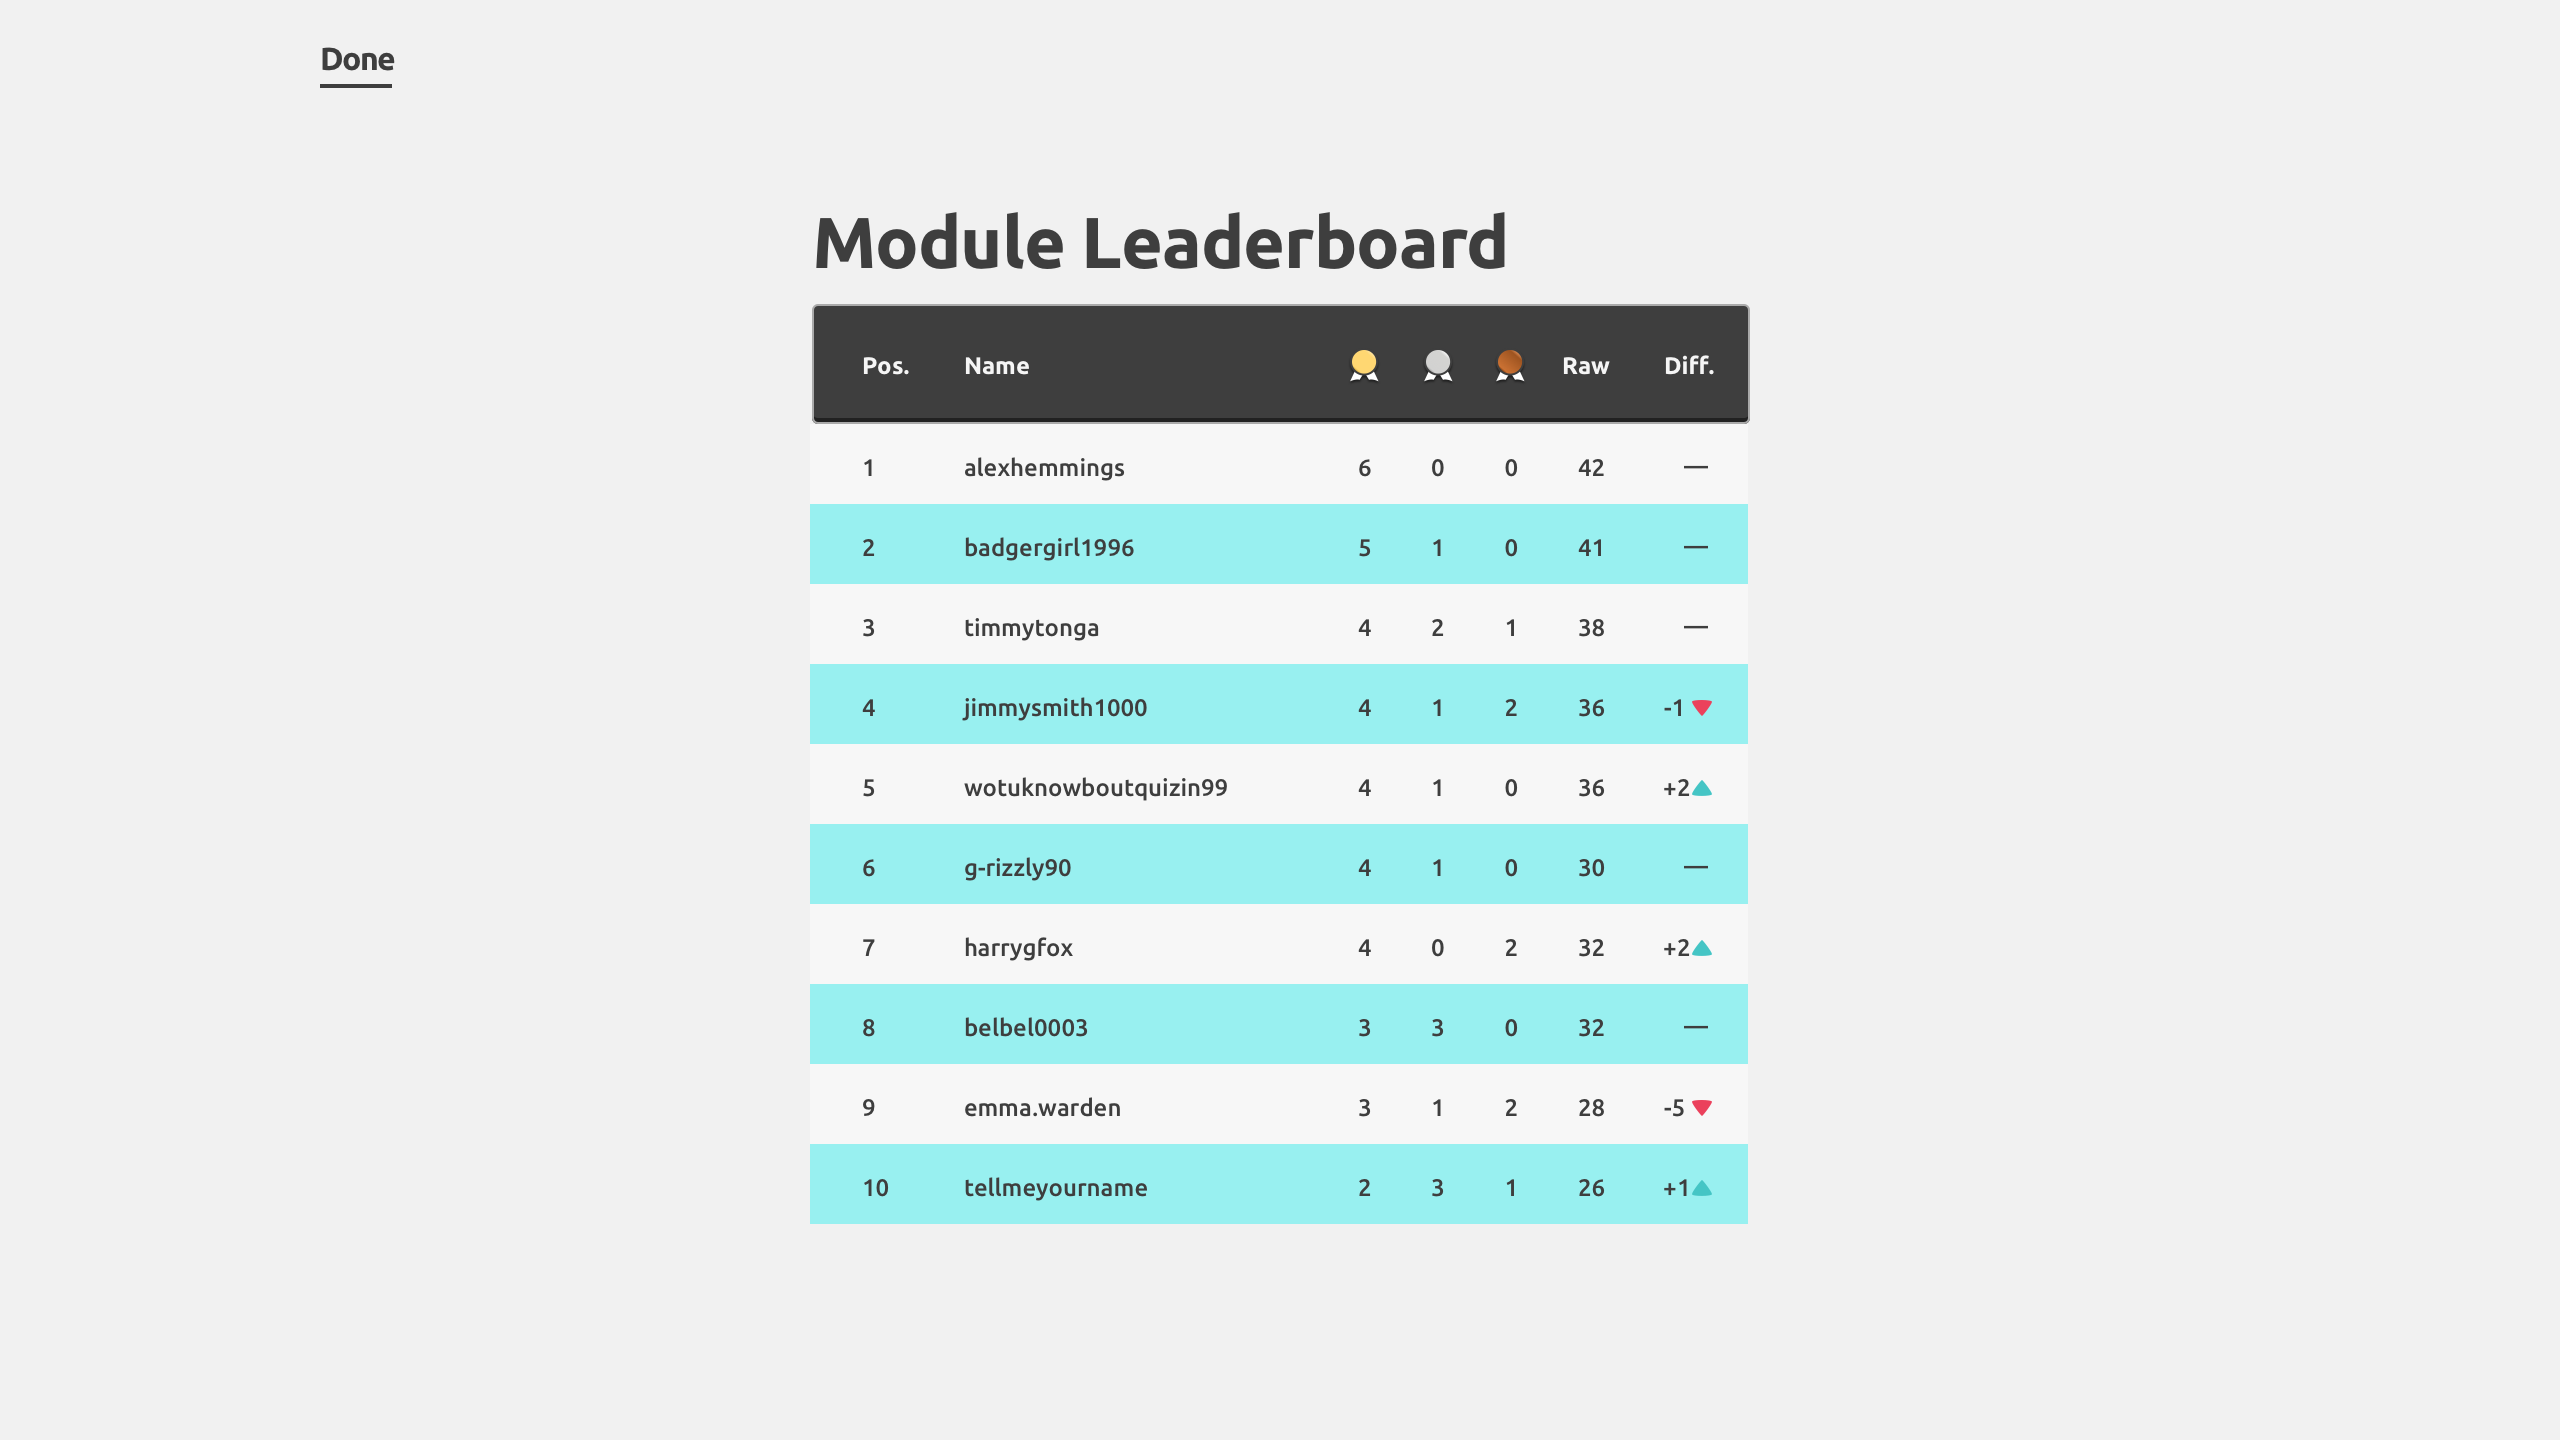 Done
Module Leaderboard
Pos. Name Raw Diff.
1 alexhemmings 6 0 0 42 —
2 badgergirl1996 5 1 0 41 —
3 timmytonga 4 2 1 38 —
4 jimmysmith1000 4 1 2 36 -1
5 wotuknowboutquizin99 4 1 0 36 +2
6 g-rizzly90 4 1 0 30 —
7 harrygfox 4 0 2 32 +2
8 belbel0003 3 3 0 32 —
9 emma.warden 3 1 2 28 -5
10 tellmeyourname 2 3 1 26 +1